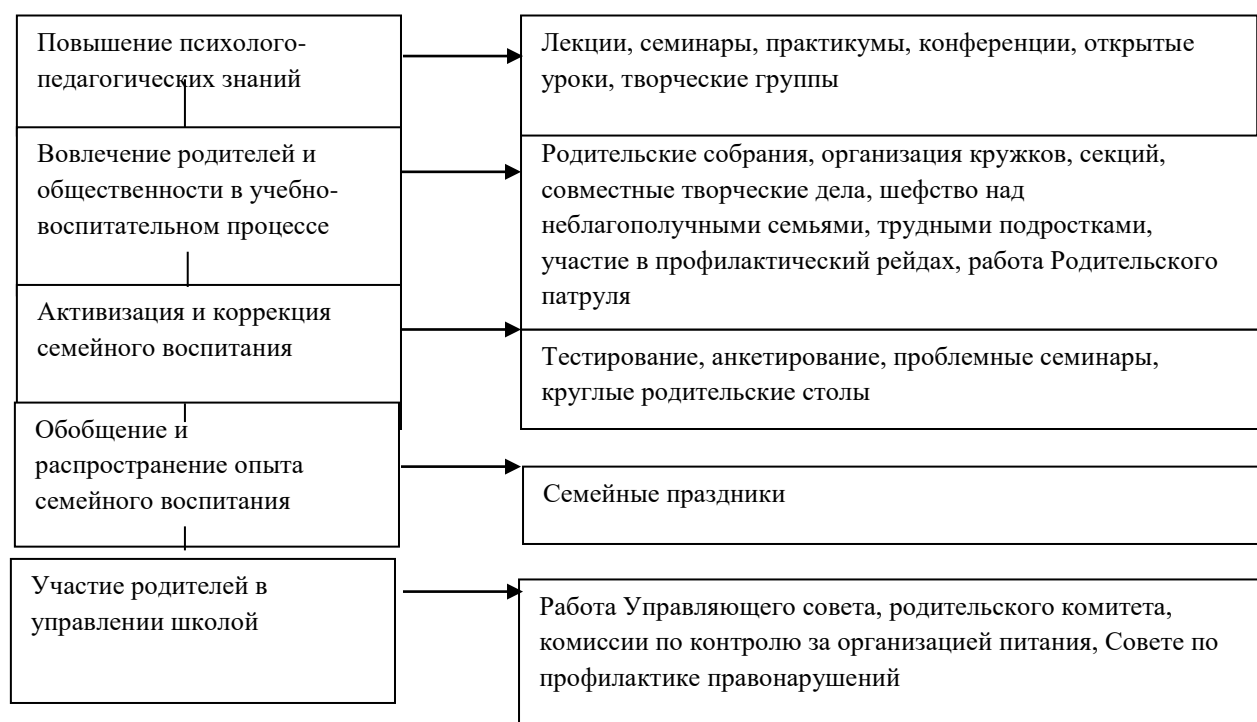 Повышение психолого-
педагогических знаний
Лекции, семинары, практикумы, конференции, открытые
уроки, творческие группы
Вовлечение родителей и
общественности в учебно-
воспитательном процессе
Родительские собрания, организация кружков, секций,
совместные творческие дела, шефство над
неблагополучными семьями, трудными подростками,
участие в профилактический рейдах, работа Родительского
патруля
Активизация и коррекция
семейного воспитания
Тестирование, анкетирование, проблемные семинары,
круглые родительские столы
Обобщение и
распространение опыта
семейного воспитания
Семейные праздники
Участие родителей в
управлении школой
Работа Управляющего совета, родительского комитета,
комиссии по контролю за организацией питания, Совете по
профилактике правонарушений